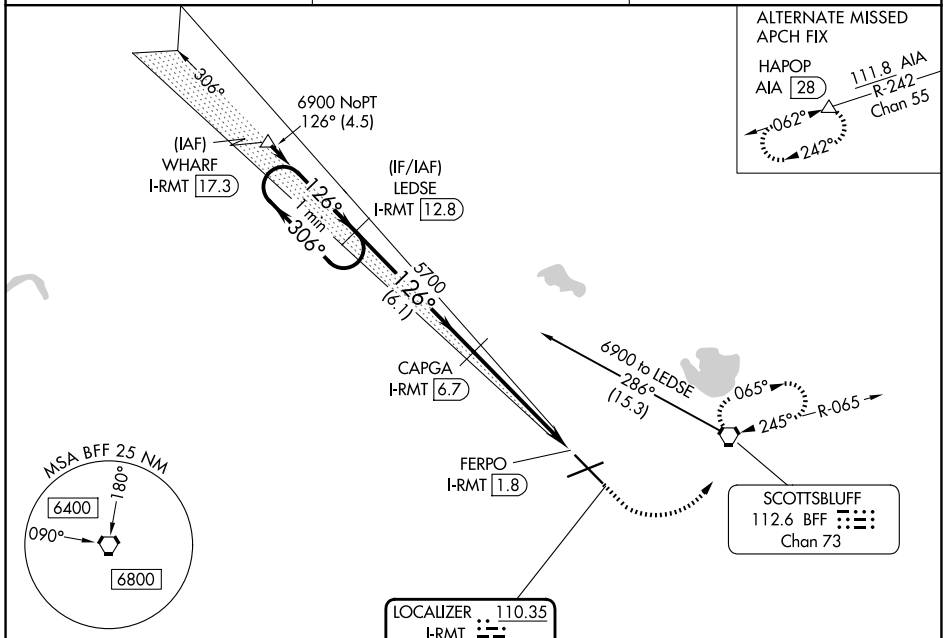 ALTERNATE MISSED
APCH FIX
HAPOP
AIA 28
111.8 AIA
R-242
Chan 55
062°
242°
306°
6900 NoPT
126° (4.5)
(IAF)
WHARF
I-RMT 17.3
(IF/IAF)
LEDSE
I-RMT 12.8
126°
1 min
306°
5700
126°
(6.1)
CAPGA
I-RMT 6.7
6900 to LEDSE
286°
(15.3)
065°
245°
R-065
FERPO
I-RMT 1.8
SCOTTSBLUFF
112.6 BFF
Chan 73
MSA BFF 25 NM
180°
6400
090°
6800
LOCALIZER 110.35
I-RMT